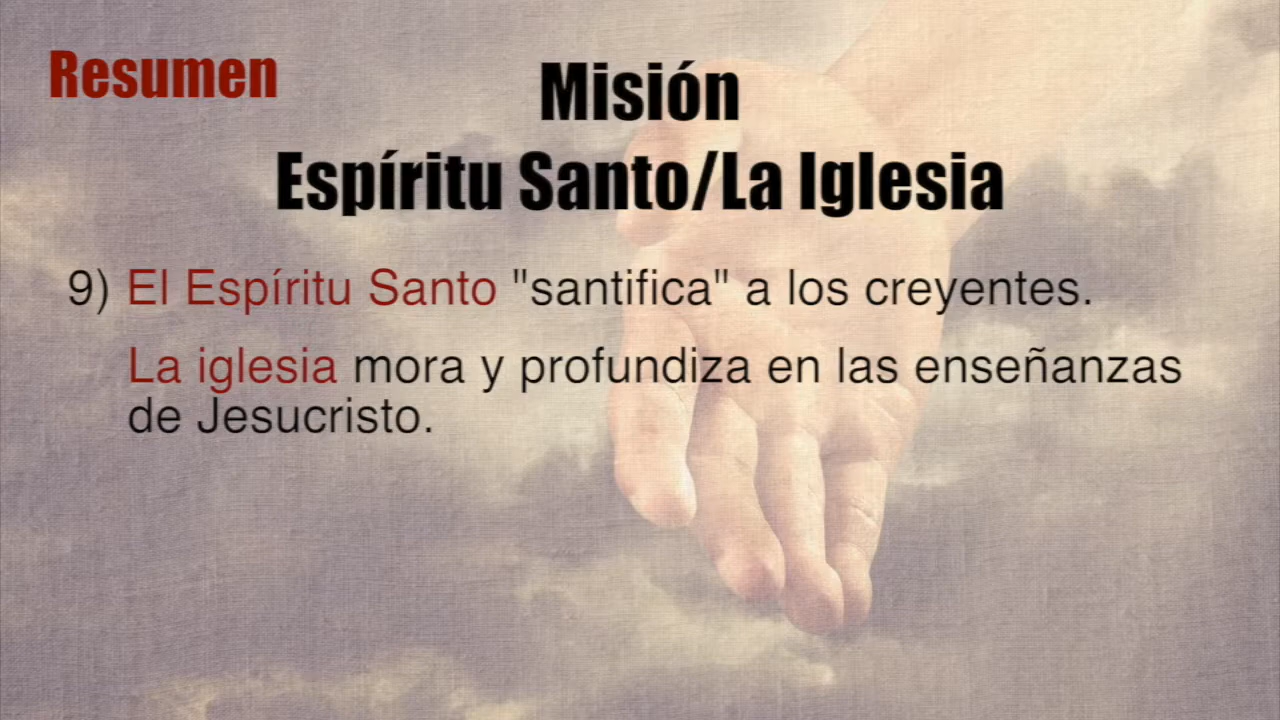 Resumen
Misión
Espíritu Santo/La Iglesia
9) El Espíritu Santo "santifica" a los creyentes.
La iglesia mora y profundiza en las enseñanzas
de Jesucristo.